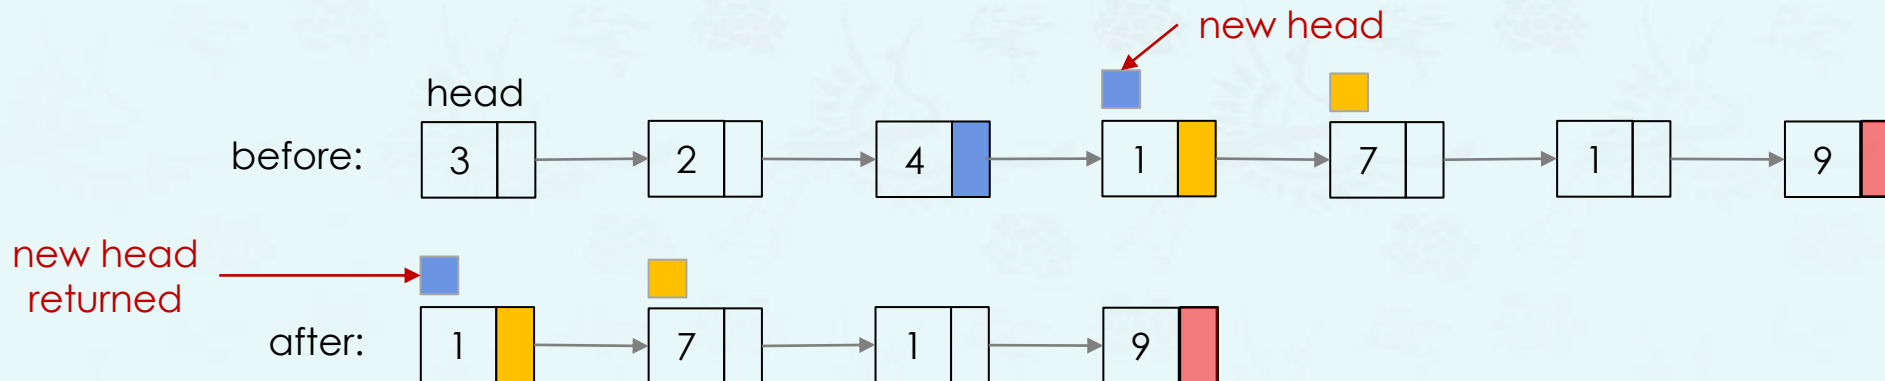 new head
head
before: 3 2 4 1 7 1 9
new head
returned
after: 1 7 1 9